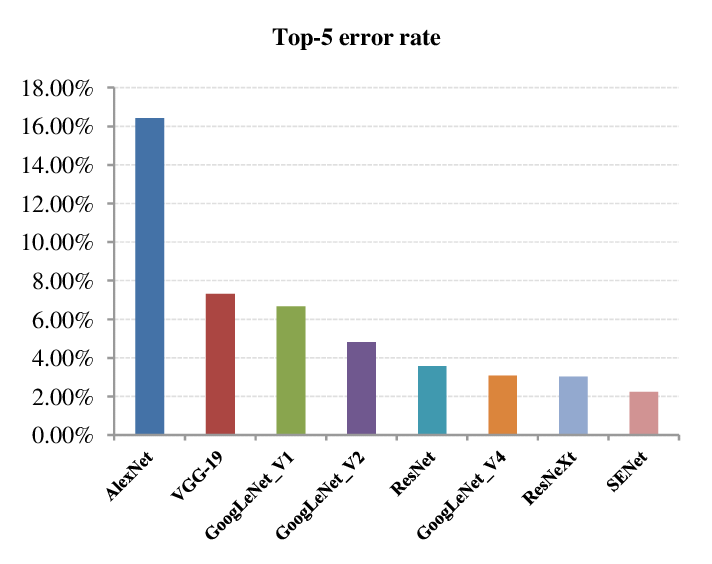 Top-5 error rate
18.00%
16.00%
14.00%
12.00%
10.00%
8.00%
6.00%
4.00%
2.00%
0.00%
AlexNet
VGG-19
GoogLeNet_V1
GoogLeNet_V2
ResNet
GoogLeNet_V4
ResNeXt
SENet